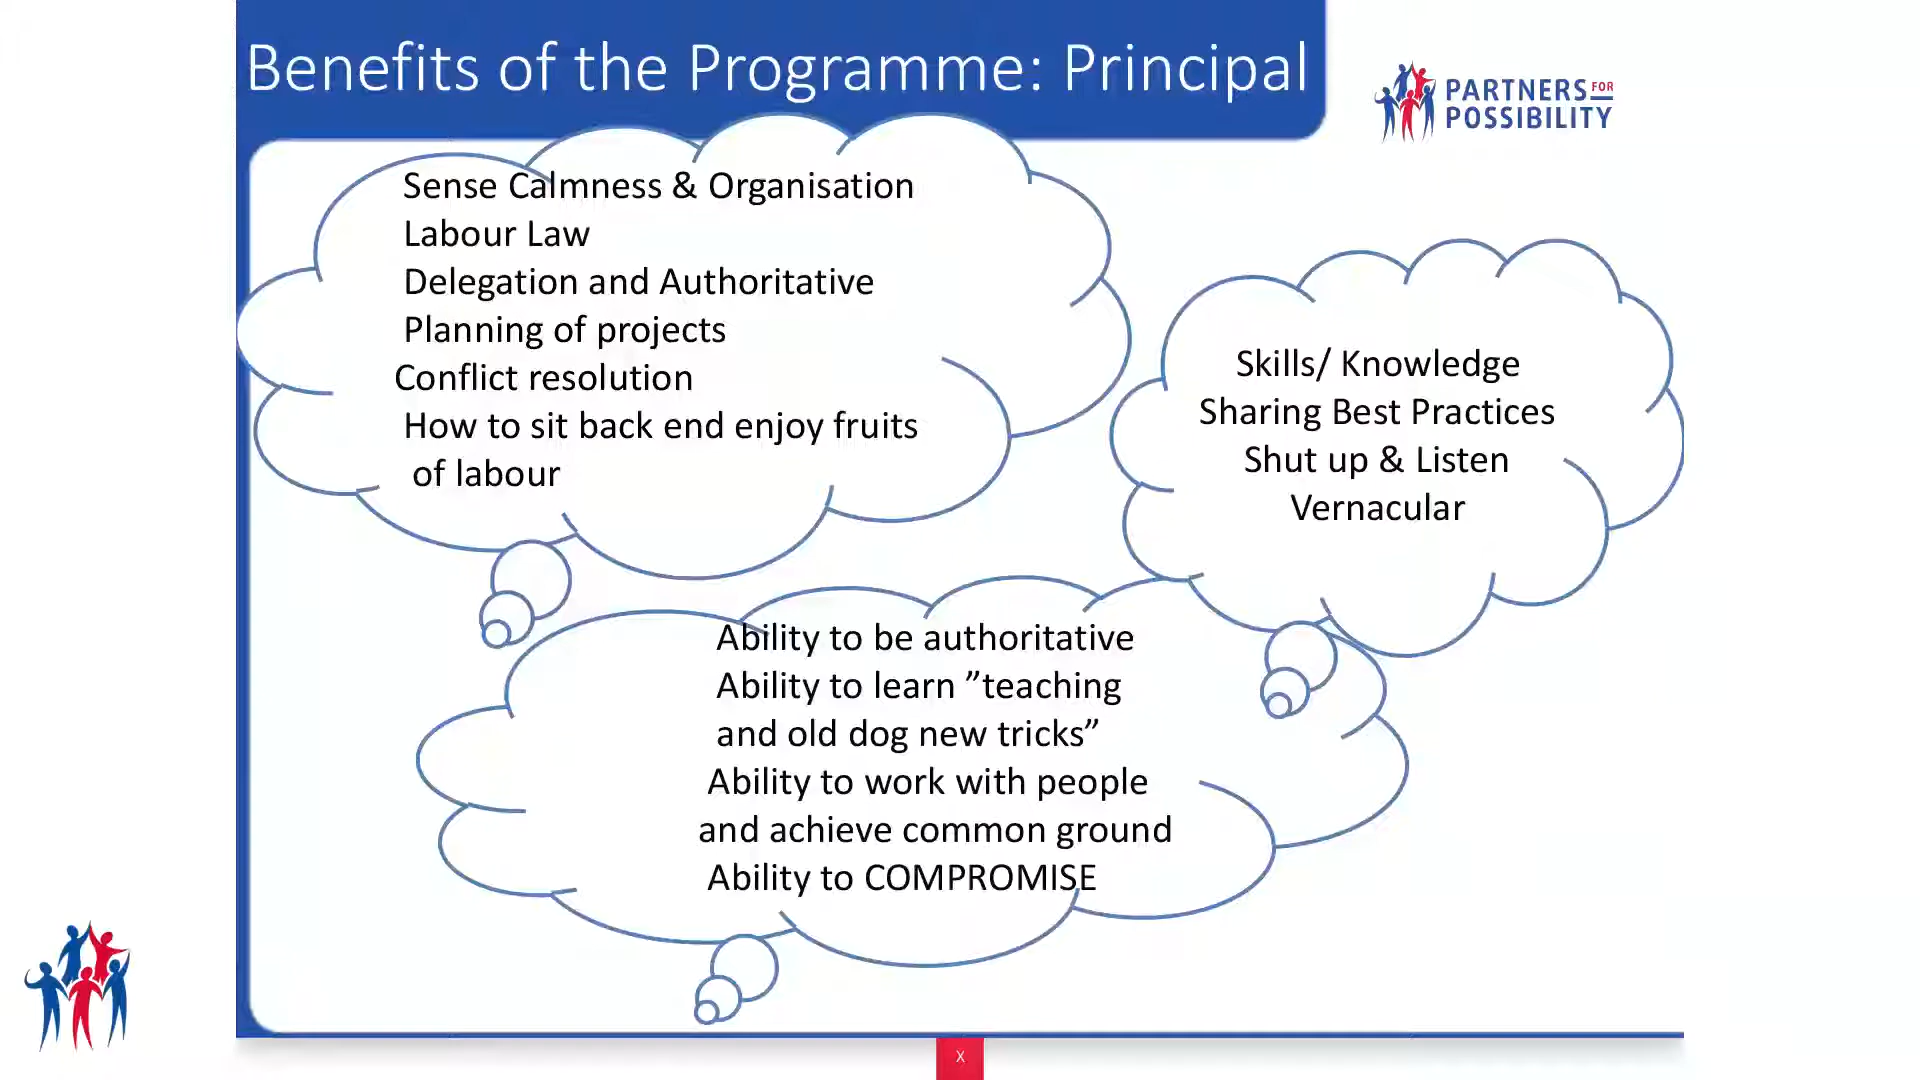 Benefits of the Programme: Principal
PARTNERS FOR
POSSIBILITY
Sense Calmness & Organisation
Labour Law
Delegation and Authoritative
Planning of projects
Conflict resolution
How to sit back end enjoy fruits
of labour
Skills/ Knowledge
Sharing Best Practices
Shut up & Listen
Vernacular
Ability to be authoritative
Ability to learn ”teaching
and old dog new tricks”
Ability to work with people
and achieve common ground
Ability to COMPROMISE
X